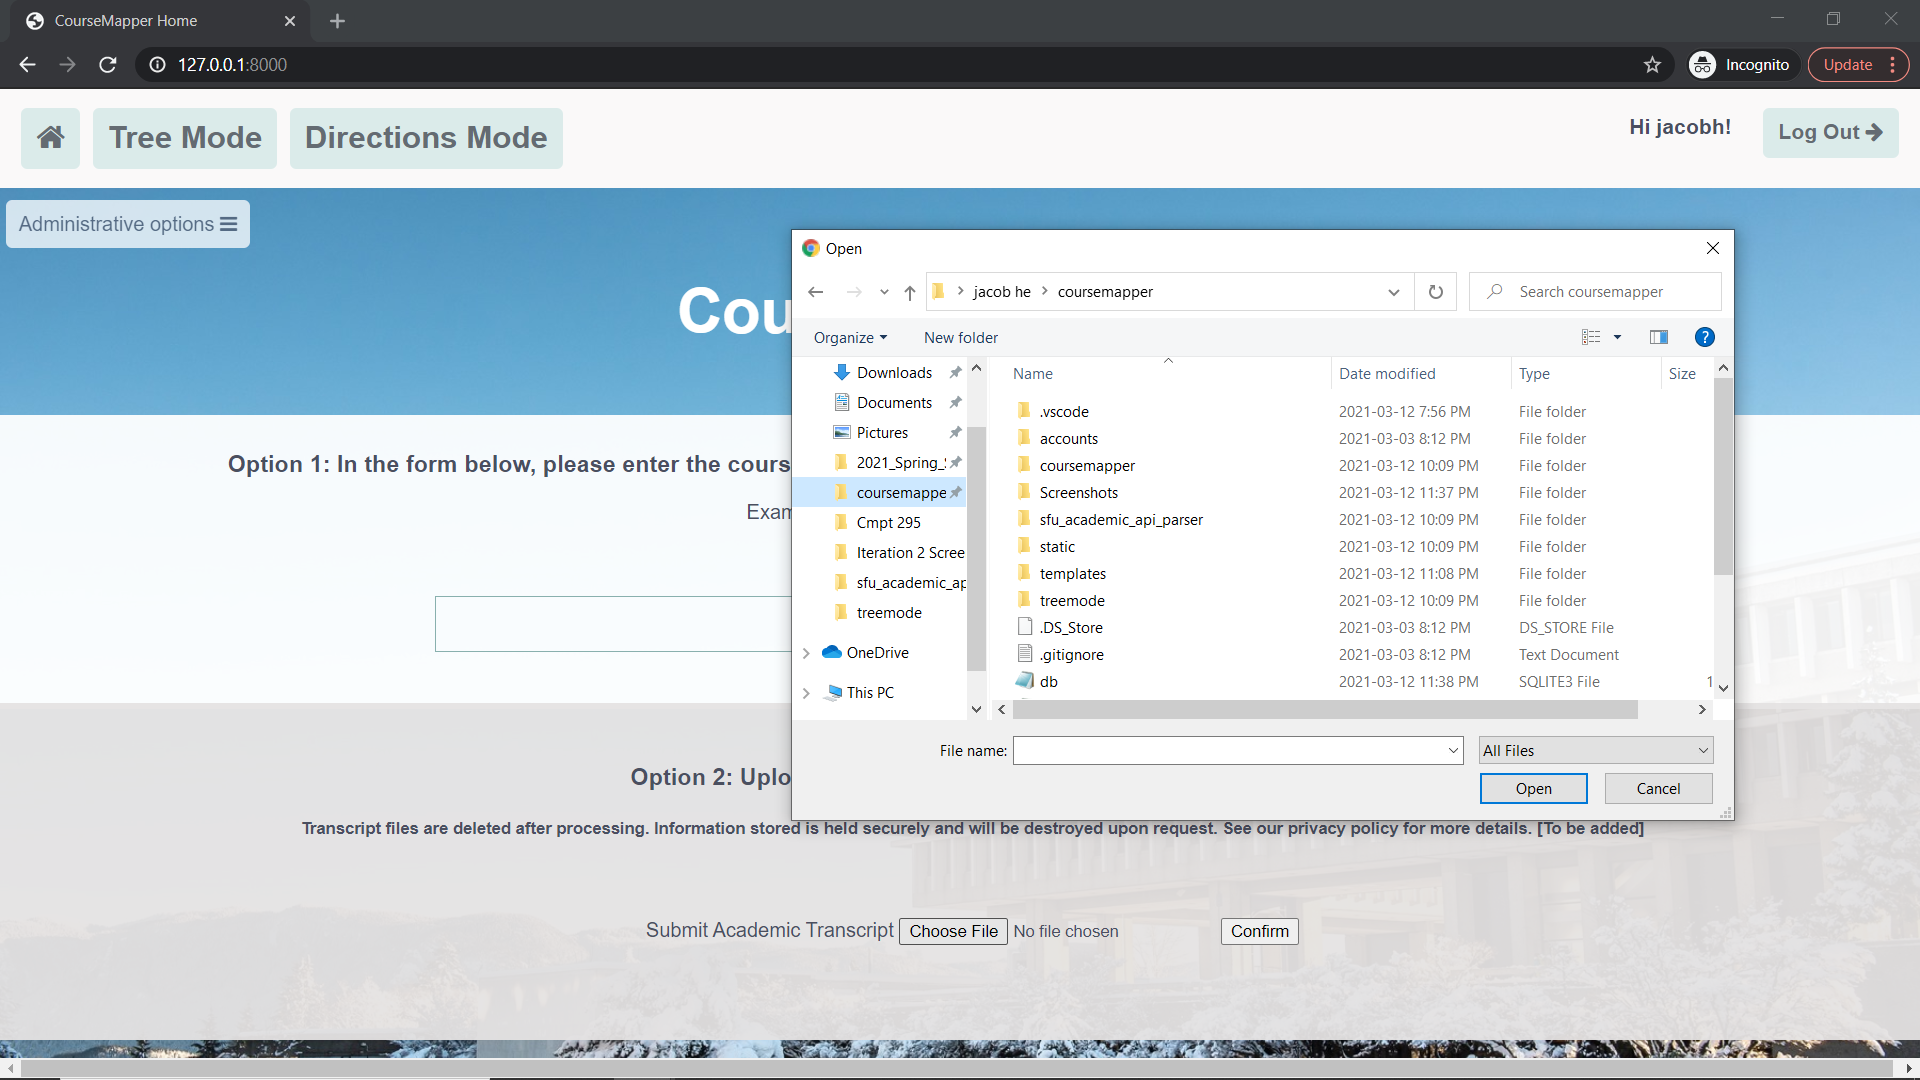 CourseMapper Home
127.0.0.1:8000
Incognito
Update
Tree Mode
Directions Mode
Hi jacobh!
Log Out
Administrative options
Cou
Option 1: In the form below, please enter the cours
Exam
Open
jacob he
coursemapper
Search coursemapper
Organize
New folder
Downloads
Documents
Pictures
2021_Spring_
coursemappe
Cmpt 295
Iteration 2 Scree
sfu_academic_ap
treemode
OneDrive
This PC
Name Date modified Type Size
.vscode 2021-03-12 7:56 PM File folder
accounts 2021-03-03 8:12 PM File folder
coursemapper 2021-03-12 10:09 PM File folder
Screenshots 2021-03-12 11:37 PM File folder
sfu_academic_api_parser 2021-03-12 10:09 PM File folder
static 2021-03-12 10:09 PM File folder
templates 2021-03-12 11:08 PM File folder
treemode 2021-03-12 10:09 PM File folder
.DS_Store 2021-03-03 8:12 PM DS_STORE File
.gitignore 2021-03-03 8:12 PM Text Document
db 2021-03-12 11:38 PM SQLITE3 File 1
File name:
All Files
Open
Cancel
Option 2: Uplo
Transcript files are deleted after processing. Information stored is held securely and will be destroyed upon request. See our privacy policy for more details. [To be added]
Submit Academic Transcript Choose File No file chosen Confirm